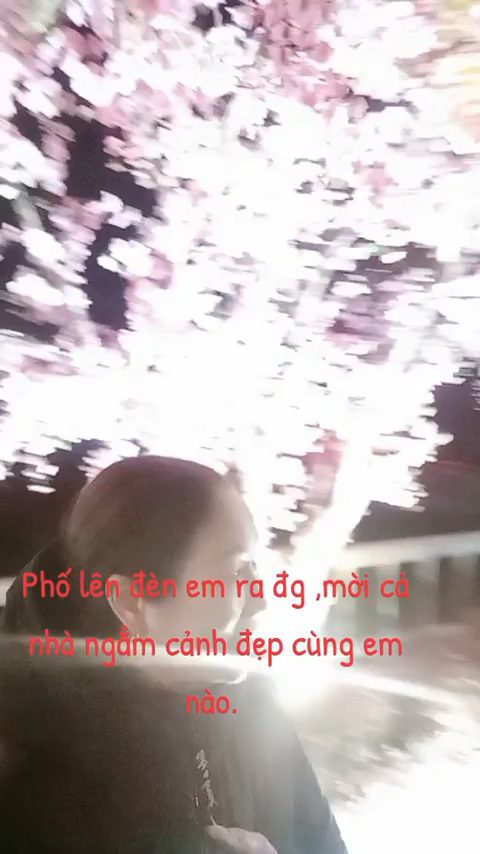 Phố lên đèn em ra đg ,mời cả
nhà ngắm cảnh đẹp cùng em
nào.